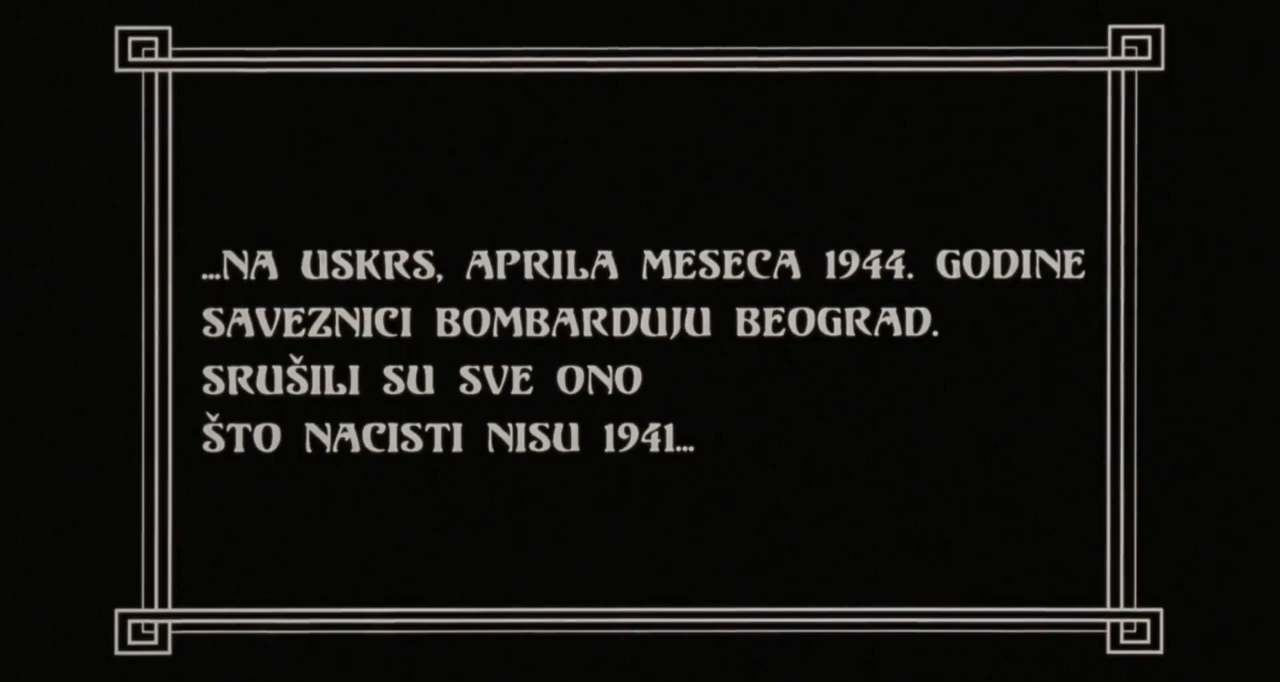 ...NA USKRS, APRILA MESECA 1944. GODINE
SAVEZNICI BOMBARDUJU BEOGRAD.
SRUŠILI SU SVE ONO
ŠTO NACISTI NISU 1941...